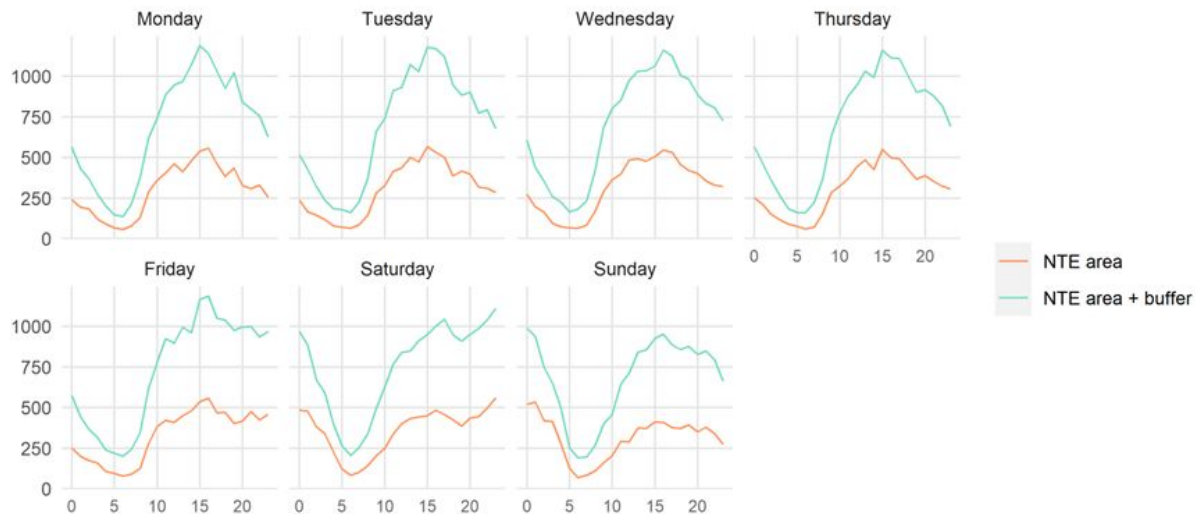 Monday Tuesday Wednesday Thursday
1000
750
500
250
0
0 5 10 15 20
Friday Saturday Sunday
NTE area
NTE area + buffer
1000
750
500
250
0
0 5 10 15 20 0 5 10 15 20 0 5 10 15 20